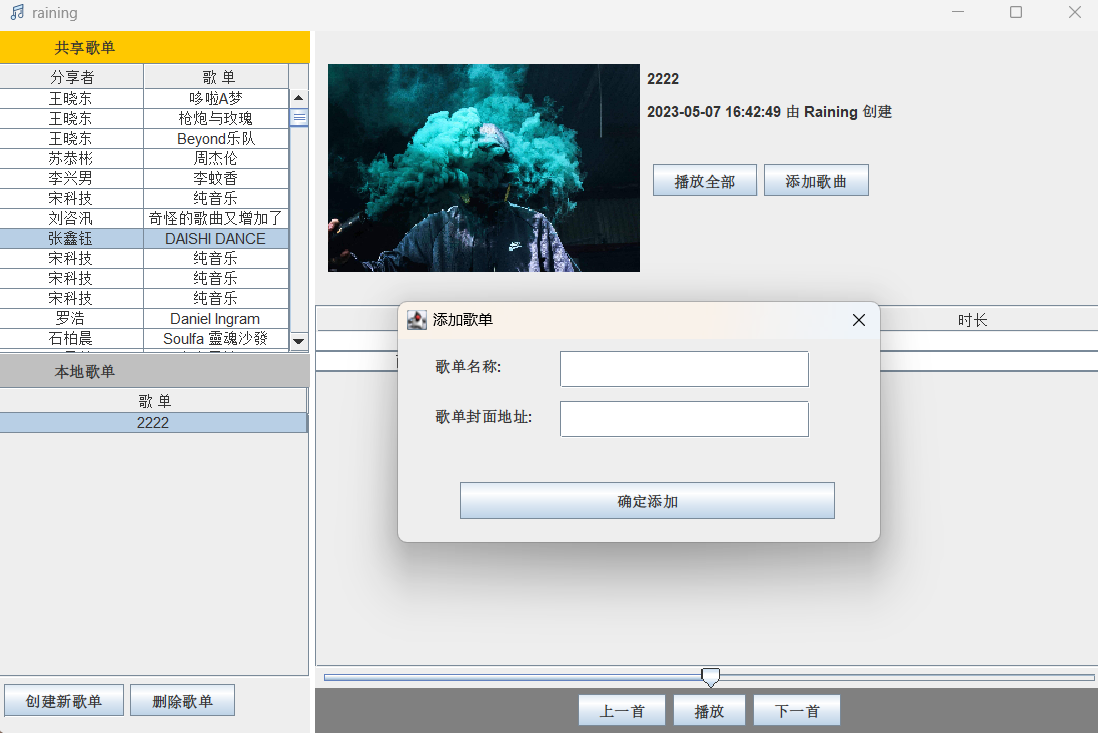 raining
共享歌单
分享者 歌 单
王晓东 哆啦A梦
王晓东 枪炮与玫瑰
王晓东 Beyond乐队
苏恭彬 周杰伦
李兴男 李蚊香
宋科技 纯音乐
刘咨汛 奇怪的歌曲又增加了
张鑫钰 DAISHI DANCE
宋科技 纯音乐
宋科技 纯音乐
宋科技 纯音乐
罗浩 Daniel Ingram
石柏晨 Soulfa 靈魂沙發
本地歌单
歌 单
2222
创建新歌单 删除歌单
2222
2023-05-07 16:42:49 由 Raining 创建
播放全部 添加歌曲
时长
添加歌单
歌单名称:
歌单封面地址:
确定添加
上一首 播放 下一首